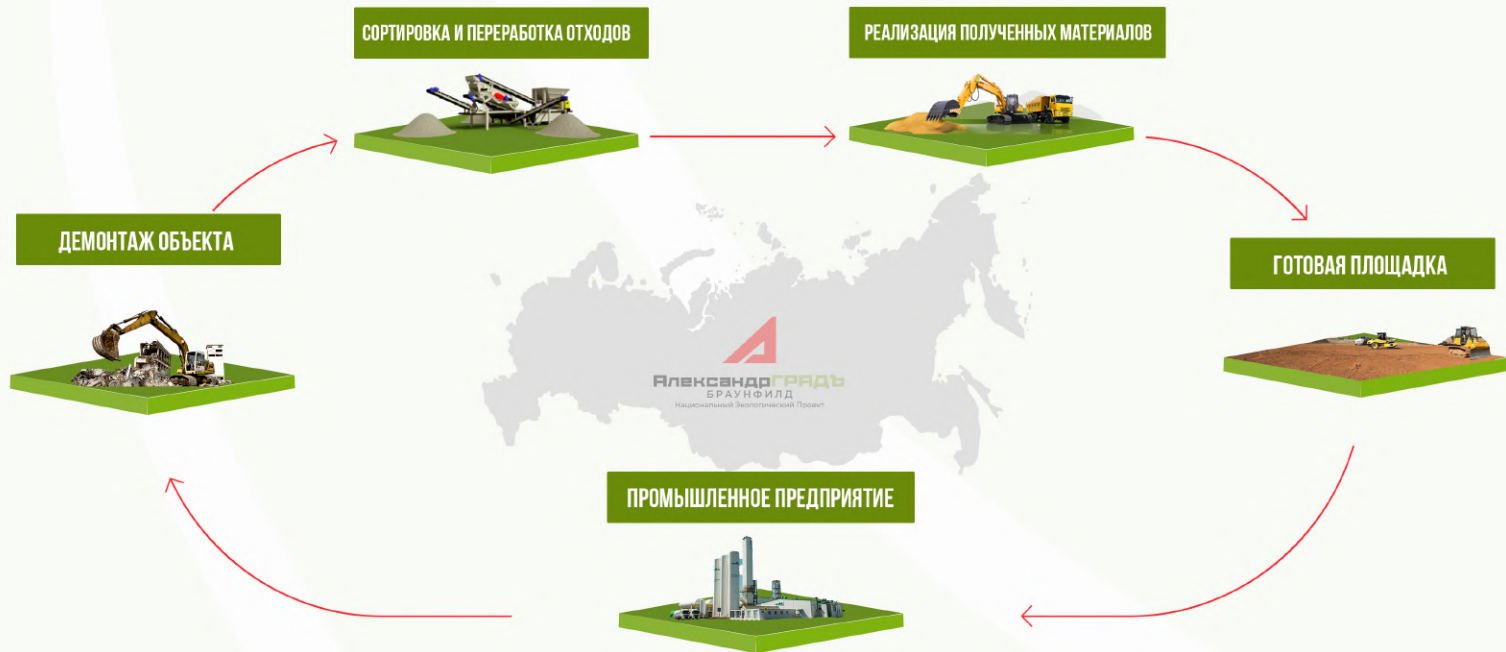 СОРТИРОВКА И ПЕРЕРАБОТКА ОТХОДОВ
РЕАЛИЗАЦИЯ ПОЛУЧЕННЫХ МАТЕРИАЛОВ
ДЕМОНТАЖ ОБЪЕКТА
ГОТОВАЯ ПЛОЩАДКА
АлександрГРАДЪ
БРАУНФИЛД
Национальный Экологический Проект
ПРОМЫШЛЕННОЕ ПРЕДПРИЯТИЕ